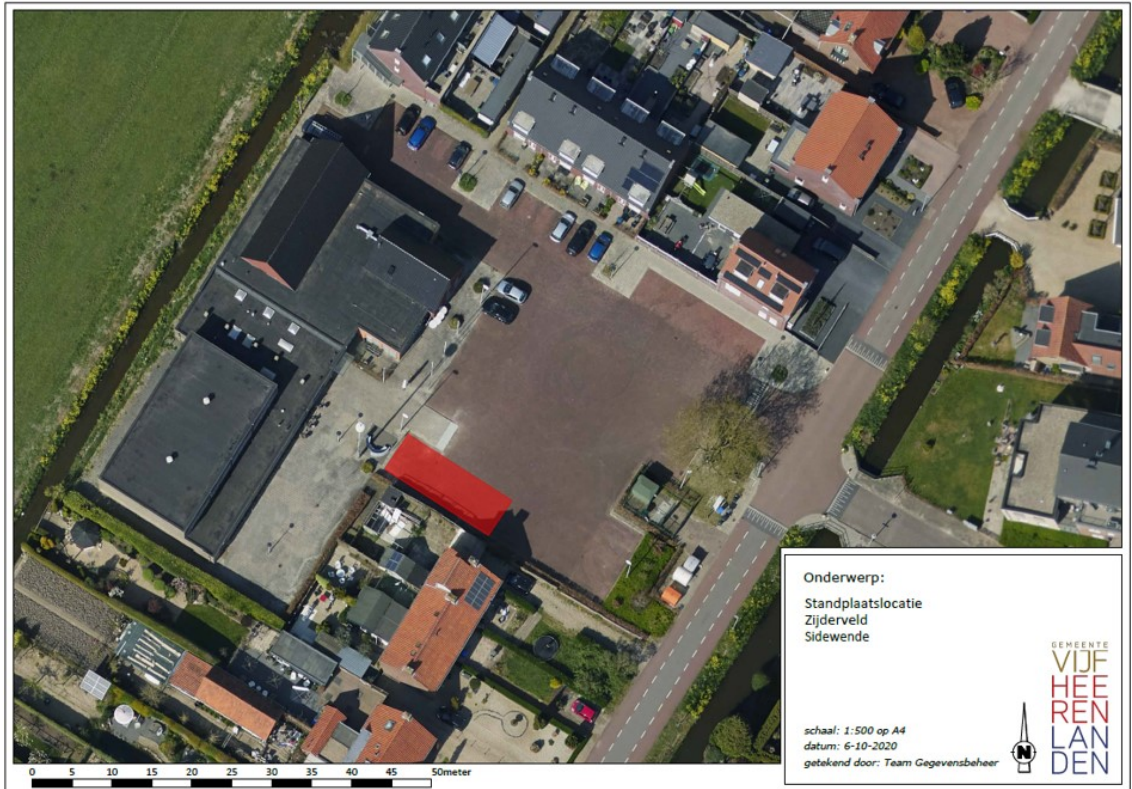 Onderwerp:
Standplaatslocatie
Zijderveld
Sidewende
GEMEENTE
VIJF
HEE
REN
LAN
DEN
schaal: 1:500 op A4
datum: 6-10-2020
getekend door: Team Gegevensbeheer
N
0 5 10 15 20 25 30 35 40 45 50meter